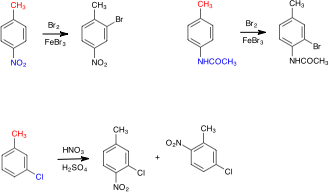 CH3
Br2
FeBr3
NO2
CH3
Br
NO2
CH3
Br2
FeBr3
NHCOCH3
CH3
Br
NHCOCH3
CH3
Cl
HNO3
H2SO4
CH3
Cl
NO2
+
CH3
O2N
Cl